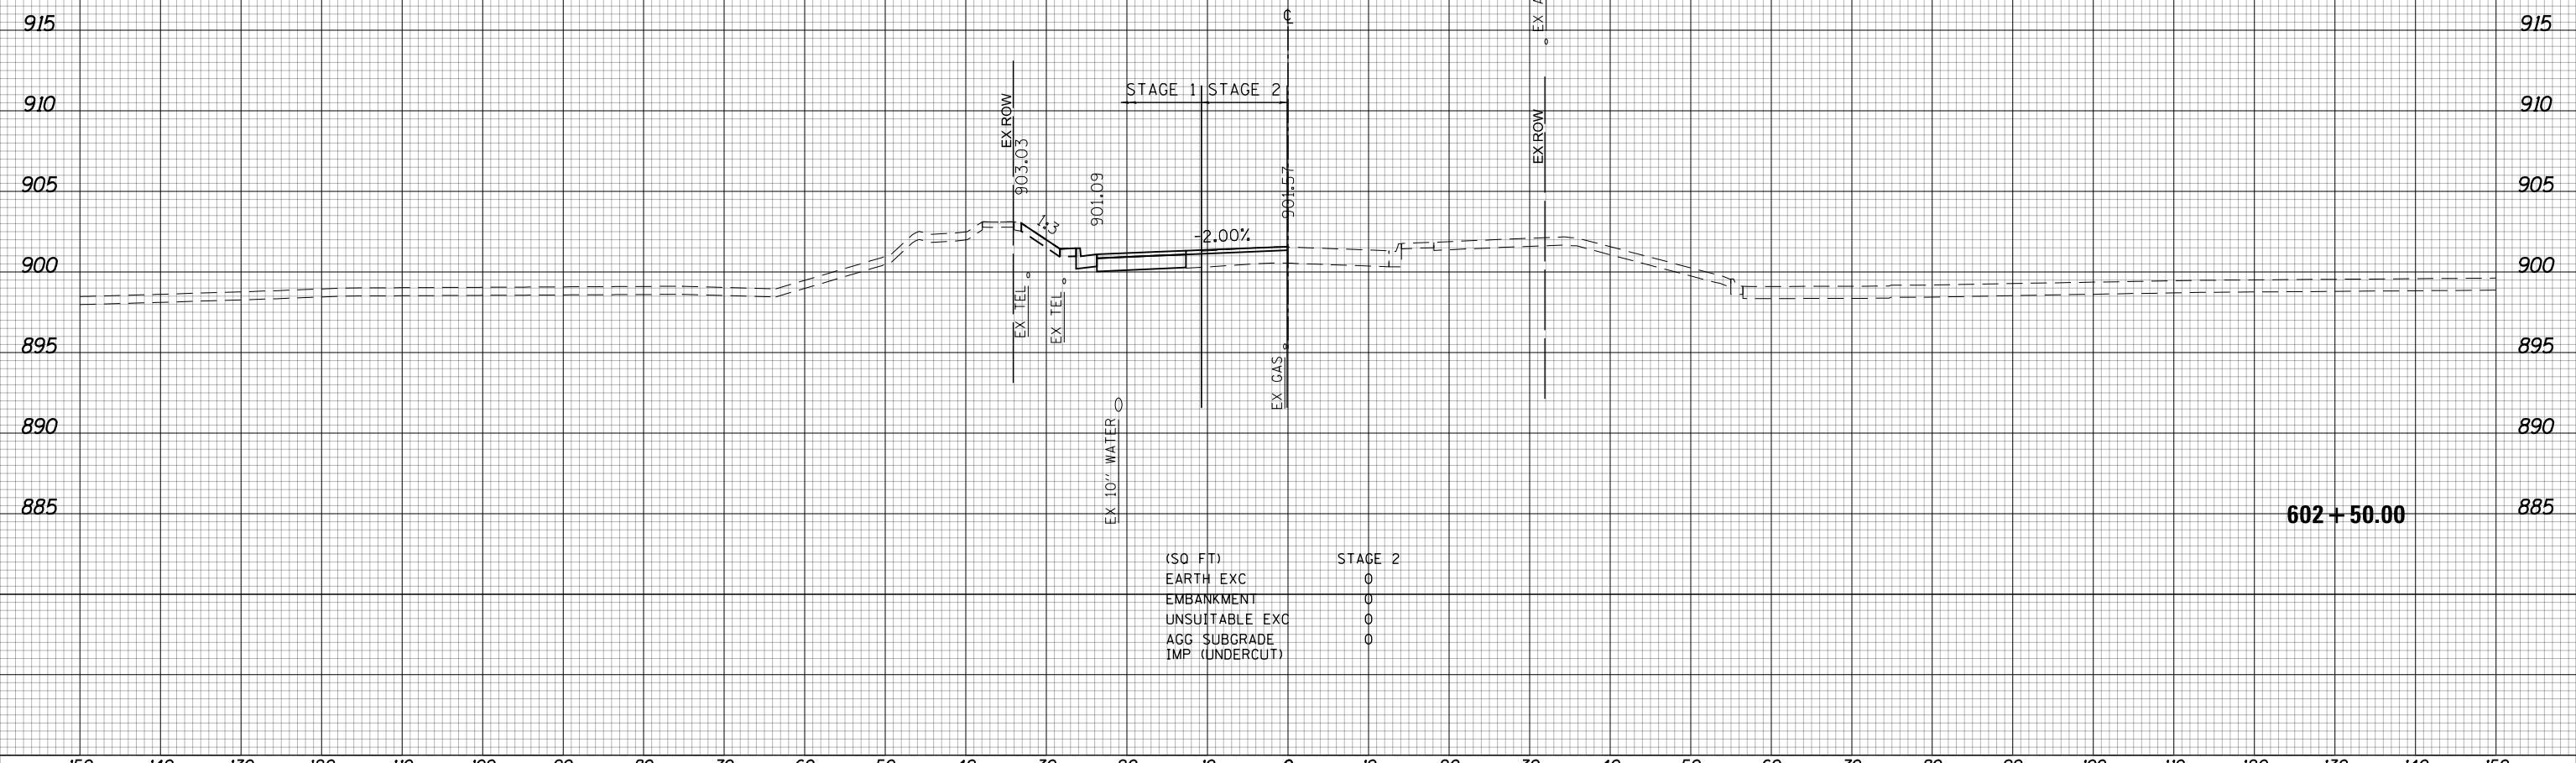 915
915
℄
EX
910
STAGE 1
STAGE 2
910
EX ROW
903.03
EX ROW
905
901.09
901.57
905
1:3
-2.00%
900
900
EX TEL
EX TEL
895
EX GAS
895
890
EX 10" WATER
890
885
602+50.00
885
(SQ FT) STAGE 2
EARTH EXC 0
EMBANKMENT 0
UNSUITABLE EXC 0
AGG SUBGRADE 0
IMP (UNDERCUT)